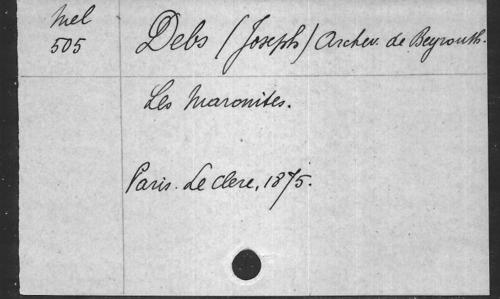 Mel
505
Debs (Joseph) Archev. de Beyrouth.
Les Maronites.
Paris. Le Clere, 1875.